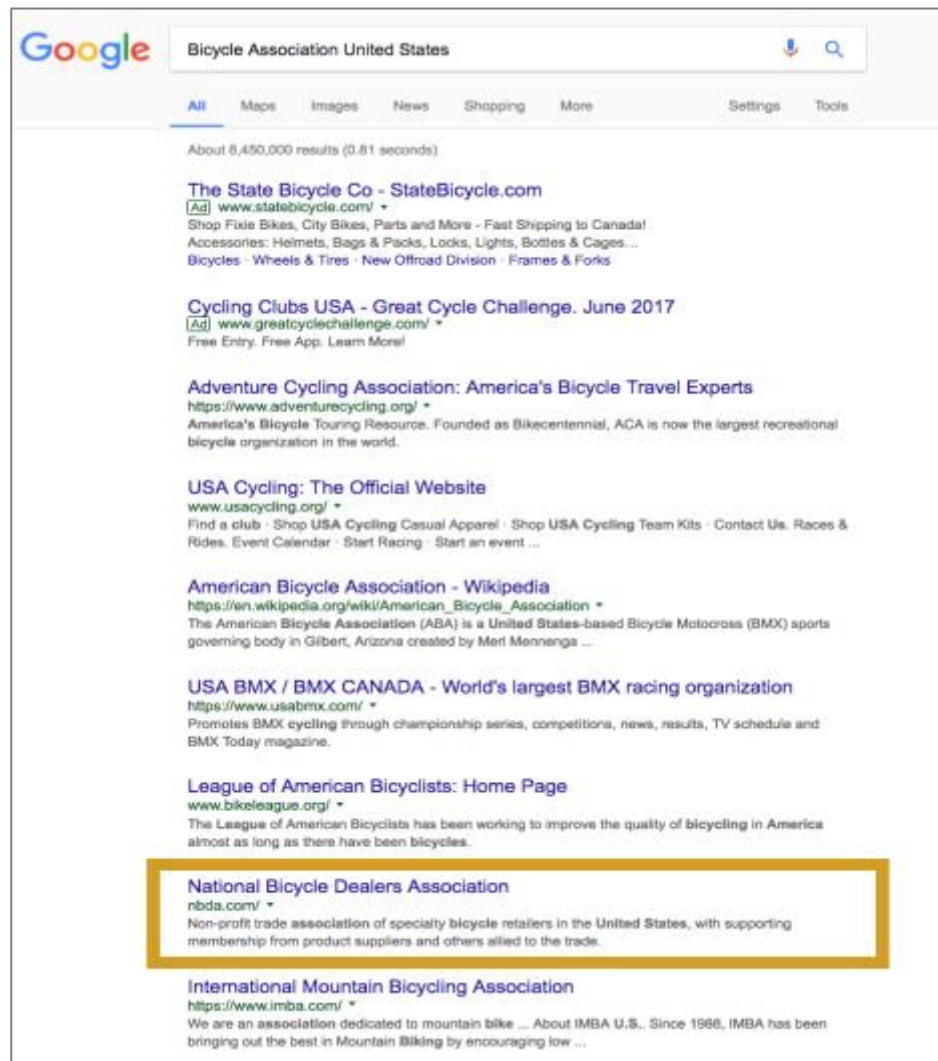 Google
Bicycle Association United States
All Maps Images News Shopping More Settings Tools
About 8,450,000 results (0.81 seconds)
The State Bicycle Co - StateBicycle.com
Ad www.statebicycle.com/
Shop Fixie Bikes, City Bikes, Parts and More - Fast Shipping to Canada!
Accessories: Helmets, Bags & Packs, Locks, Lights, Bottles & Cages...
Bicycles · Wheels & Tires · New Offroad Division · Frames & Forks
Cycling Clubs USA - Great Cycle Challenge. June 2017
Ad www.greatcyclechallenge.com/
Free Entry. Free App. Learn More!
Adventure Cycling Association: America's Bicycle Travel Experts
https://www.adventurecycling.org/
America's Bicycle Touring Resource. Founded as Bikecentennial, ACA is now the largest recreational
bicycle organization in the world.
USA Cycling: The Official Website
www.usacycling.org/
Find a club · Shop USA Cycling Casual Apparel · Shop USA Cycling Team Kits · Contact Us. Races &
Rides. Event Calendar · Start Racing · Start an event ...
American Bicycle Association - Wikipedia
https://en.wikipedia.org/wiki/American_Bicycle_Association
The American Bicycle Association (ABA) is a United States-based Bicycle Motocross (BMX) sports
governing body in Gilbert, Arizona created by Merl Mennenga ...
USA BMX / BMX CANADA - World's largest BMX racing organization
https://www.usabmx.com/
Promotes BMX cycling through championship series, competitions, news, results, TV schedule and
BMX Today magazine.
League of American Bicyclists: Home Page
www.bikeleague.org/
The League of American Bicyclists has been working to improve the quality of bicycling in America
almost as long as there have been bicycles.
National Bicycle Dealers Association
nbda.com/
Non-profit trade association of specialty bicycle retailers in the United States, with supporting
membership from product suppliers and others allied to the trade.
International Mountain Bicycling Association
https://www.imba.com/
We are an association dedicated to mountain bike ... About IMBA U.S.. Since 1988, IMBA has been
bringing out the best in Mountain Biking by encouraging low ...